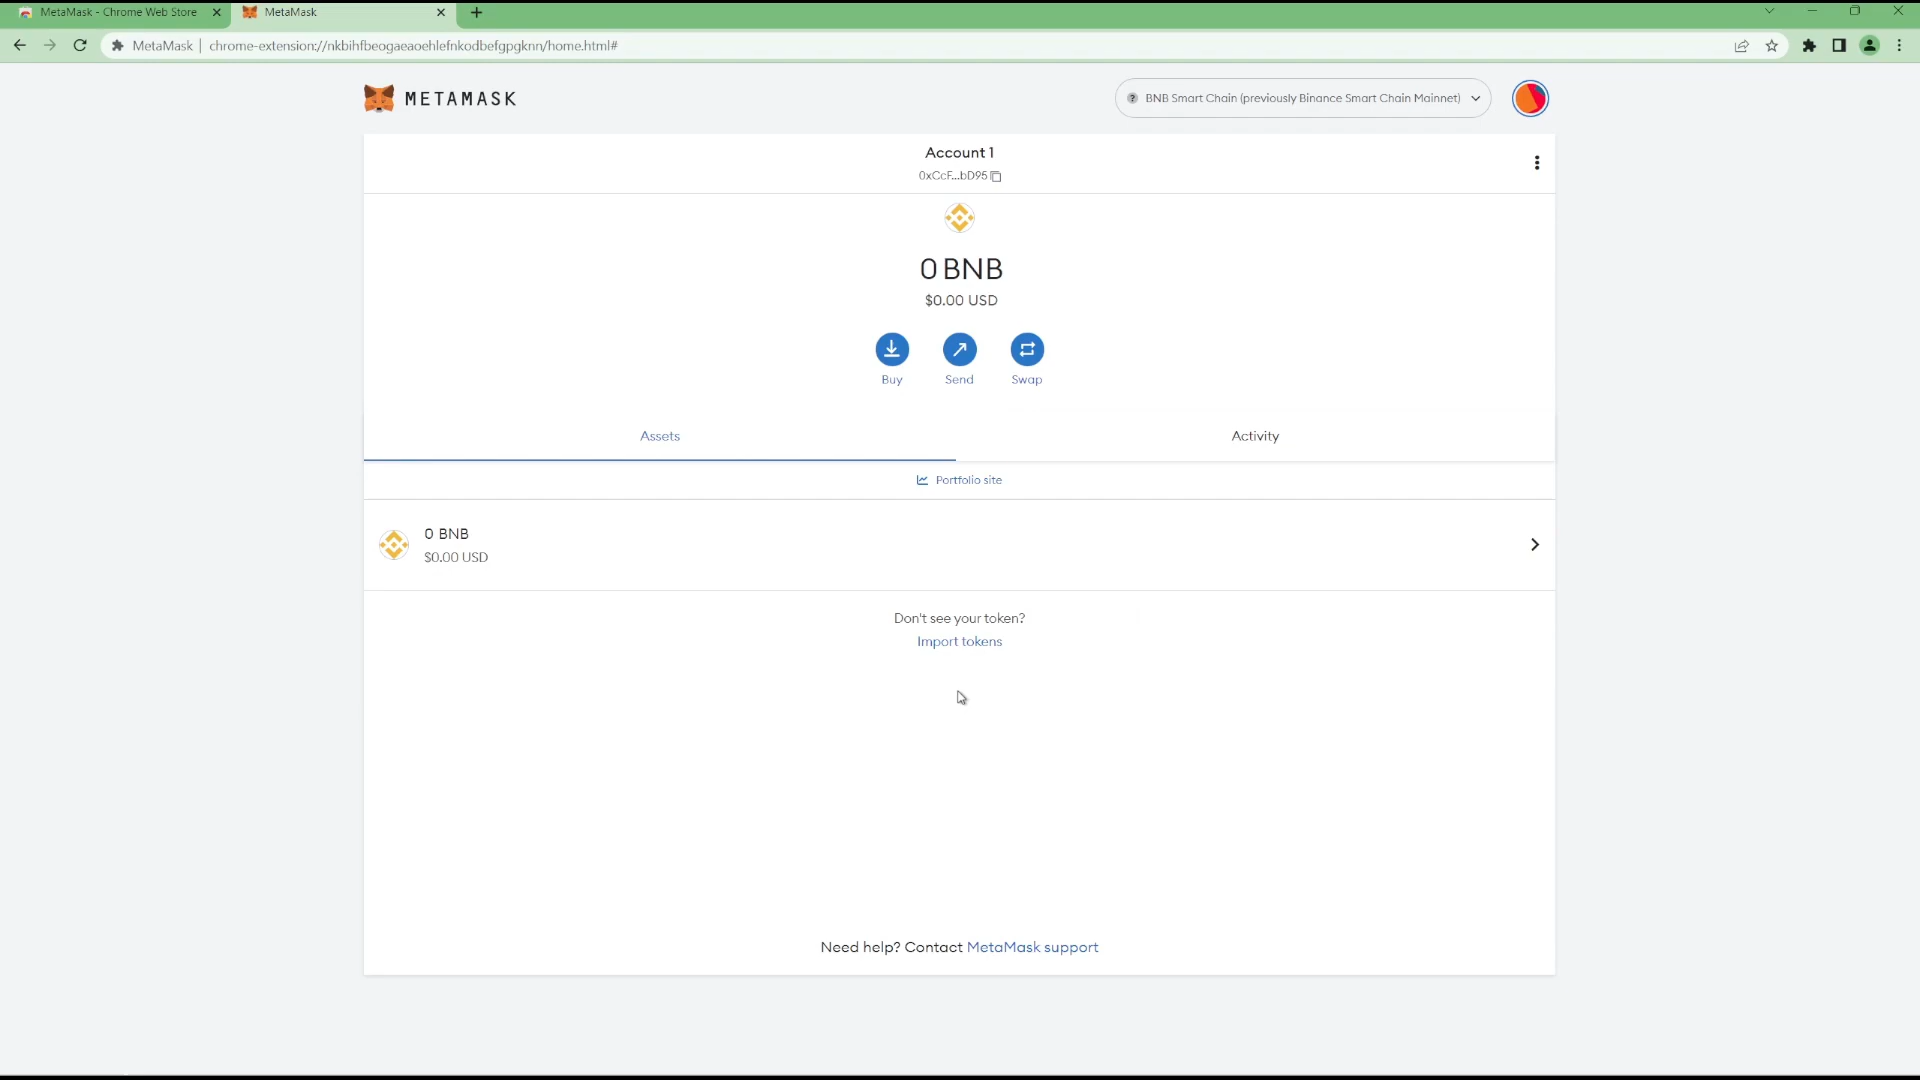 MetaMask - Chrome Web Store
MetaMask
MetaMask | chrome-extension://nkbihfbeogaeaoehlefnkodbefgpgknn/home.html#
METAMASK
BNB Smart Chain (previously Binance Smart Chain Mainnet)
Account 1
0xCcF...bD95
0 BNB
$0.00 USD
Buy
Send
Swap
Assets
Activity
Portfolio site
0 BNB
$0.00 USD
Don't see your token?
Import tokens
Need help? Contact MetaMask support